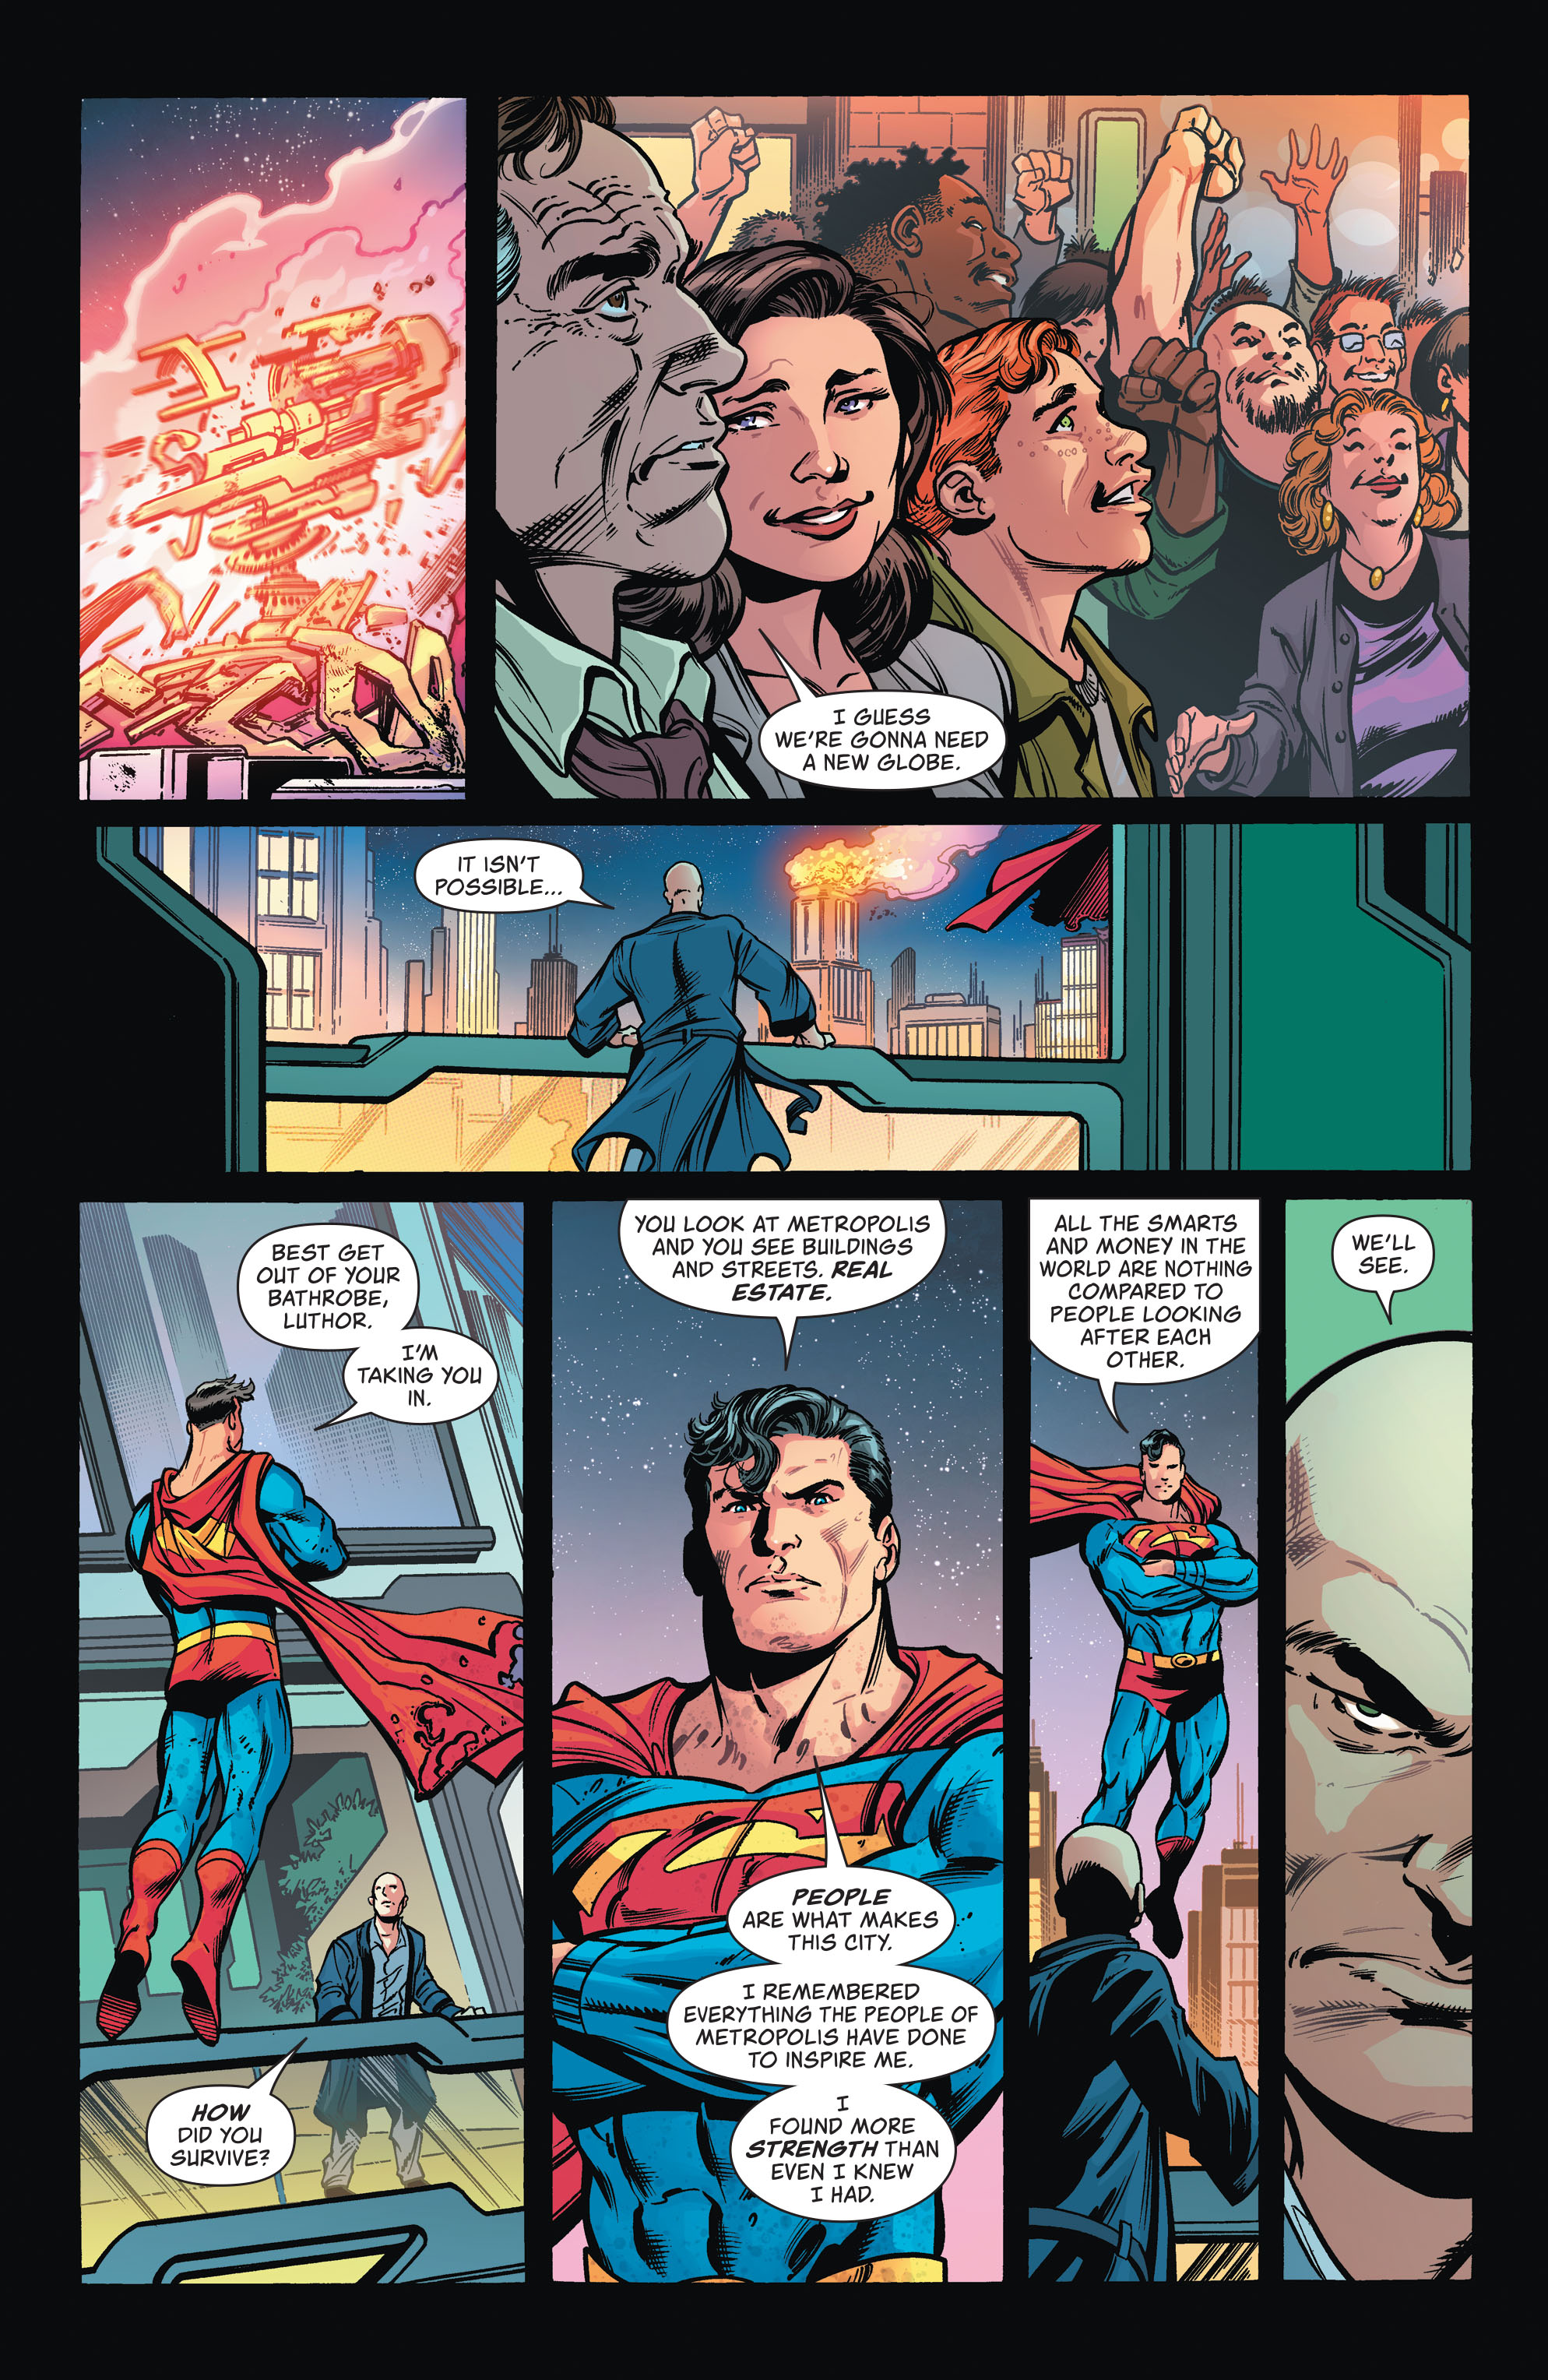 I GUESS
WE'RE GONNA NEED
A NEW GLOBE.
IT ISN'T
POSSIBLE...
BEST GET
OUT OF YOUR
BATHROBE,
LUTHOR.
I'M
TAKING YOU
IN.
HOW
DID YOU
SURVIVE?
YOU LOOK AT METROPOLIS
AND YOU SEE BUILDINGS
AND STREETS. REAL
ESTATE.
PEOPLE
ARE WHAT MAKES
THIS CITY.
I REMEMBERED
EVERYTHING THE PEOPLE OF
METROPOLIS HAVE DONE
TO INSPIRE ME.
I
FOUND MORE
STRENGTH THAN
EVEN I KNEW
I HAD.
ALL THE SMARTS
AND MONEY IN THE
WORLD ARE NOTHING
COMPARED TO
PEOPLE LOOKING
AFTER EACH
OTHER.
WE'LL
SEE.